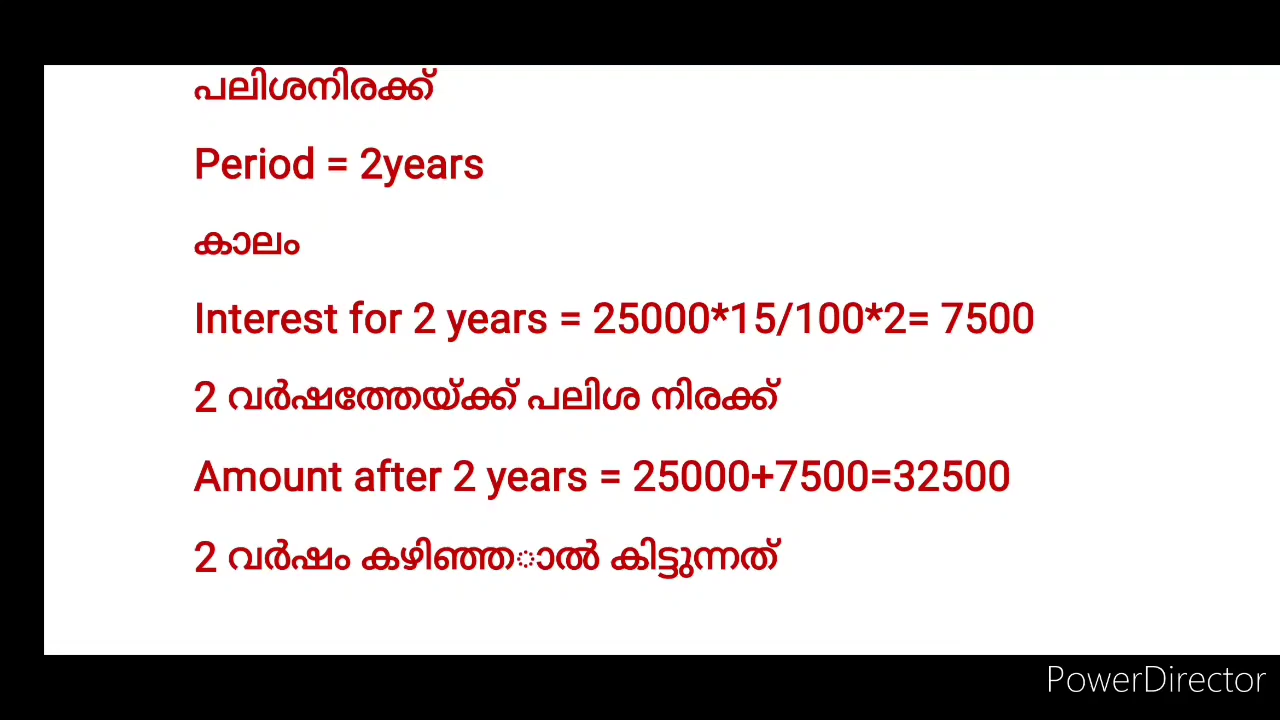 പലിശനിരക്ക്
Period = 2years
കാലം
Interest for 2 years = 25000*15/100*2= 7500
2 വർഷത്തേയ്ക്ക് പലിശ നിരക്ക്
Amount after 2 years = 25000+7500=32500
2 വർഷം കഴിഞ്ഞ◌ാൽ കിട്ടുന്നത്
PowerDirector